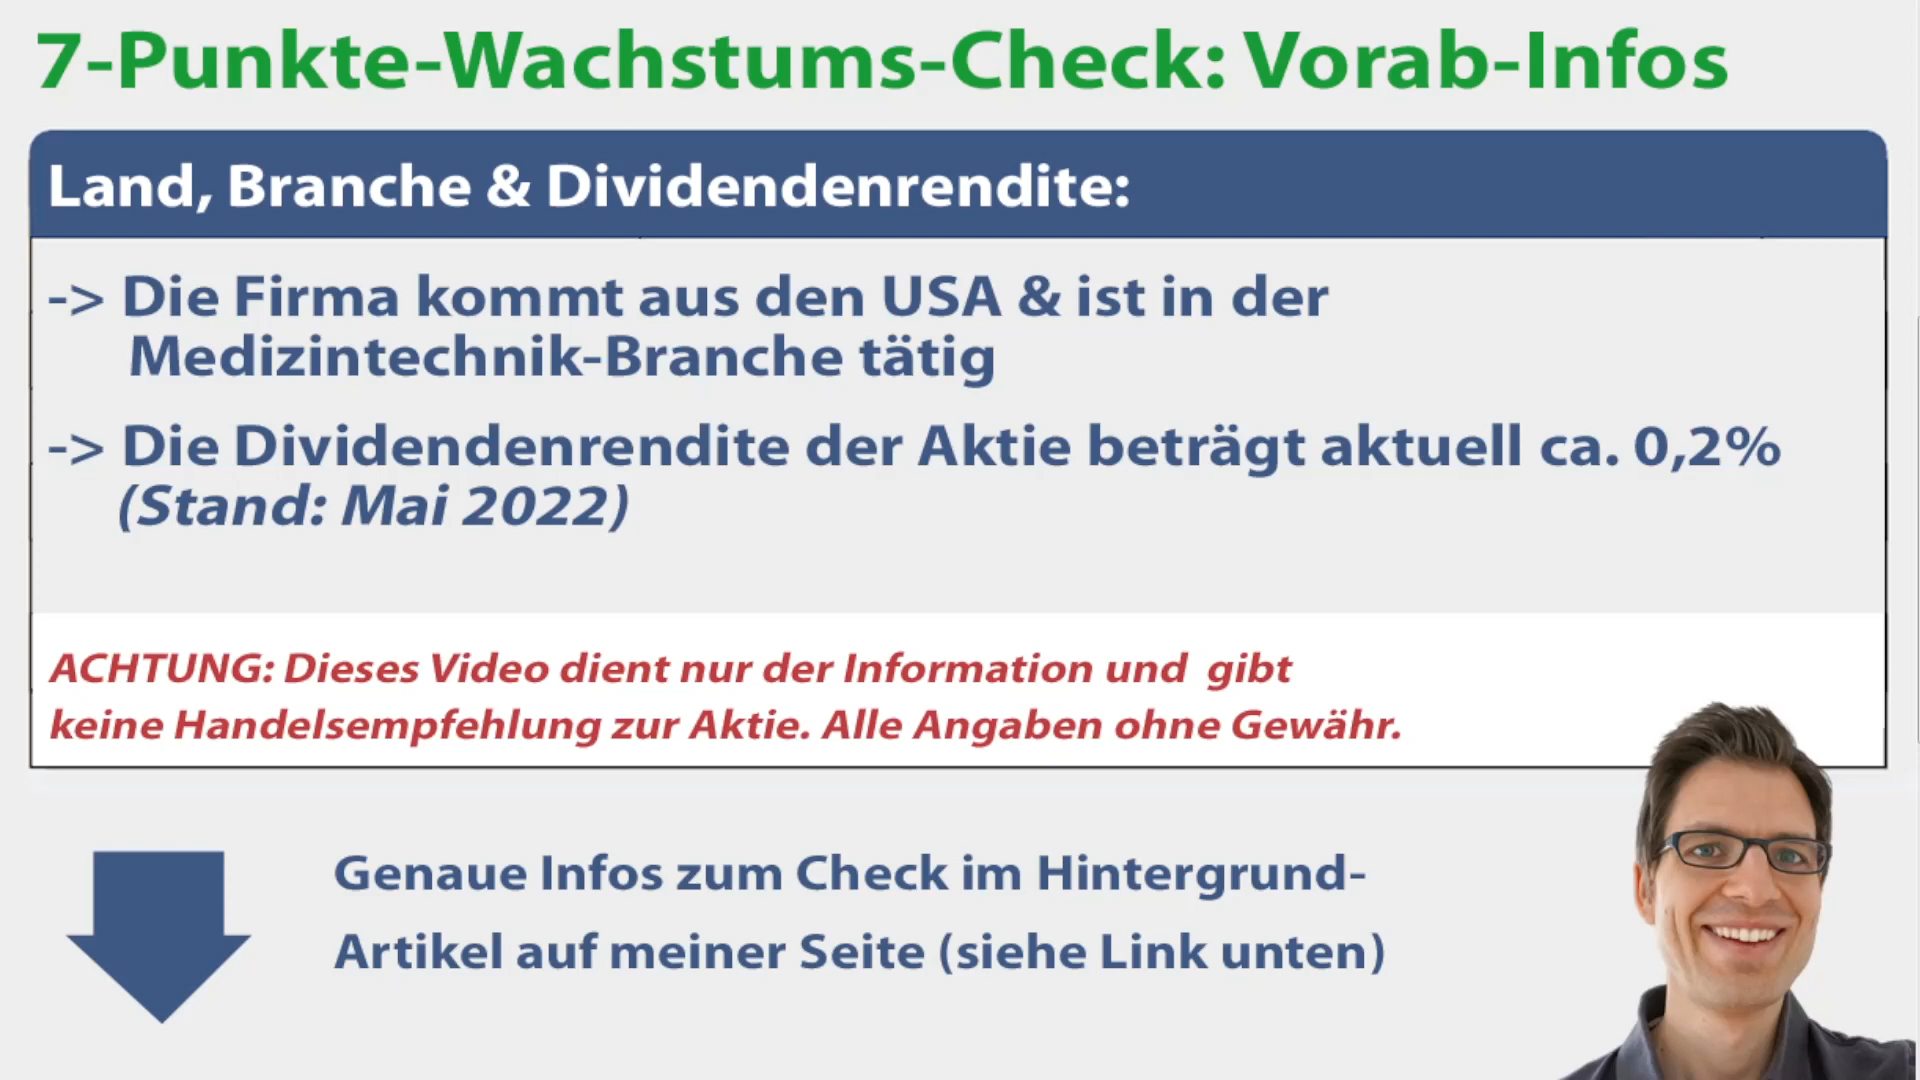 7-Punkte-Wachstums-Check: Vorab-Infos
Land, Branche & Dividendenrendite:
-> Die Firma kommt aus den USA & ist in der
Medizintechnik-Branche tätig
-> Die Dividendenrendite der Aktie beträgt aktuell ca. 0,2%
(Stand: Mai 2022)
ACHTUNG: Dieses Video dient nur der Information und gibt
keine Handelsempfehlung zur Aktie. Alle Angaben ohne Gewähr.
Genaue Infos zum Check im Hintergrund-
Artikel auf meiner Seite (siehe Link unten)